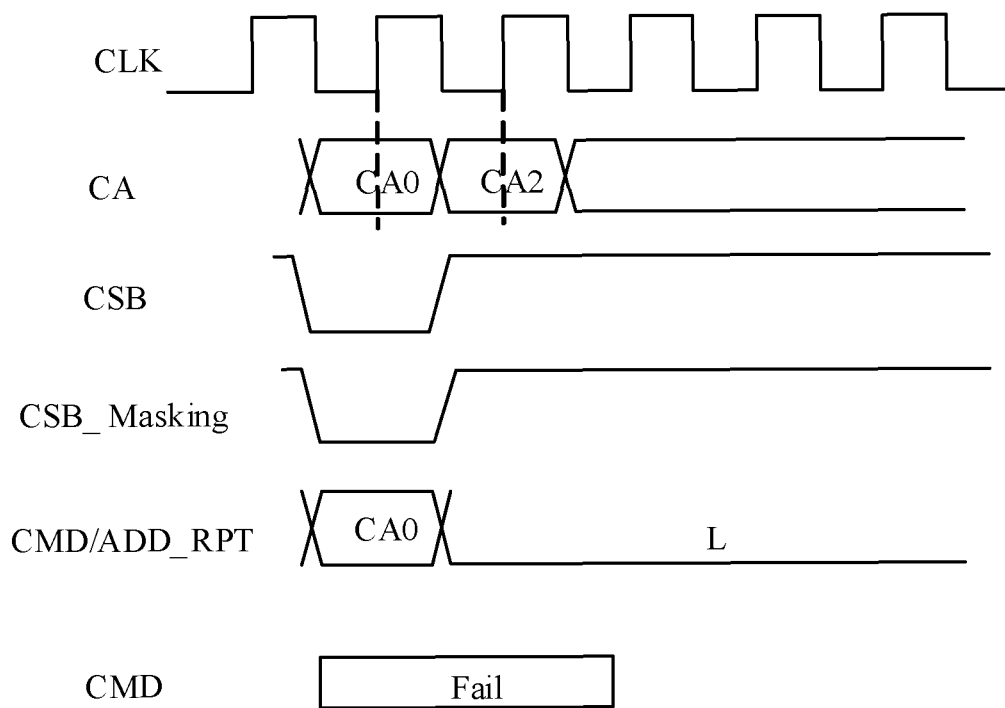 CLK
CA
CA0
CA2
CSB
CSB_ Masking
CMD/ADD_RPT
CA0
L
CMD
Fail